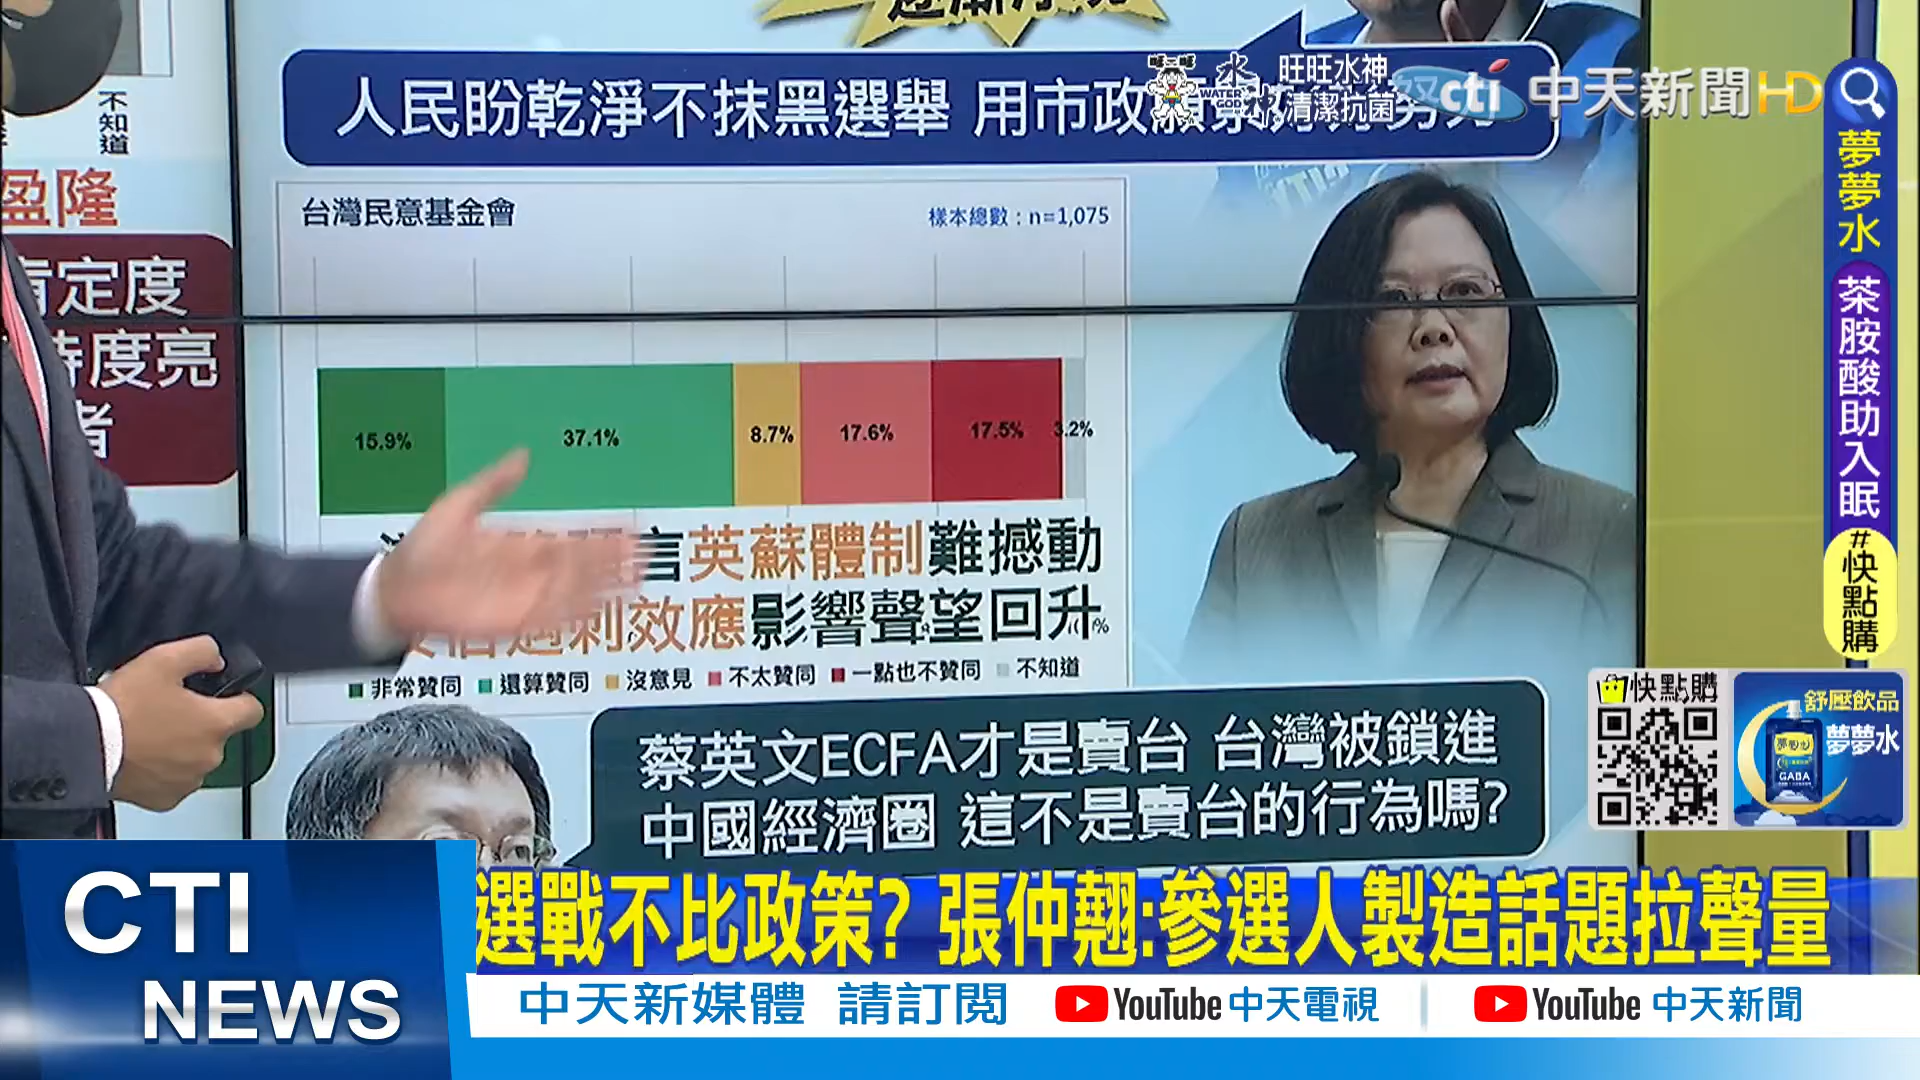 人民盼乾淨不抹黑選舉 用市政願景
旺旺水神
WATER GOD
清潔抗菌
cti 中天新聞HD
不知道
盈隆
肯定度
持度亮
者
台灣民意基金會
樣本總數：n=1,075
15.9%
37.1%
8.7%
17.6%
17.5%
3.2%
言英蘇體制難撼動
刺效應影響聲望回升
非常贊同
還算贊同
沒意見
不太贊同
一點也不贊同
不知道
蔡英文ECFA才是賣台 台灣被鎖進
中國經濟圈 這不是賣台的行為嗎?
夢夢水
茶胺酸助入眠
#快點購
快點購
舒壓飲品
夢夢水
GABA
CTI
NEWS
選戰不比政策? 張仲翹:參選人製造話題拉聲量
中天新媒體 請訂閱
YouTube 中天電視
YouTube 中天新聞